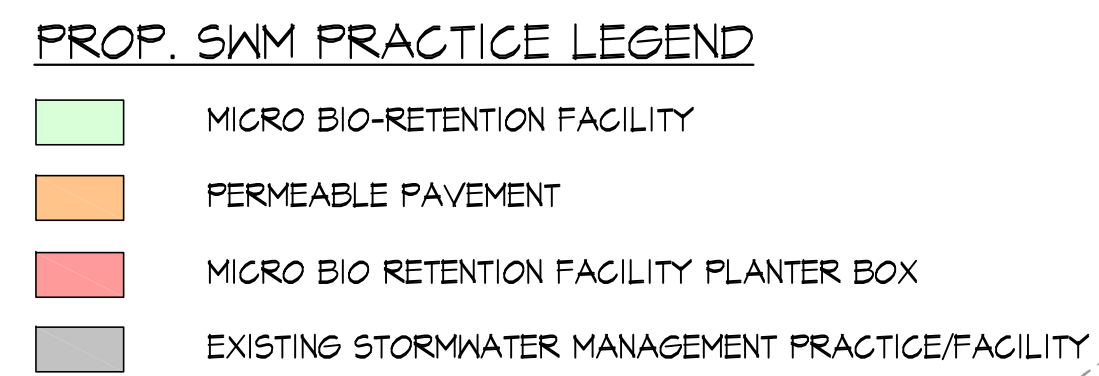 PROP. SWM PRACTICE LEGEND
MICRO BIO-RETENTION FACILITY
PERMEABLE PAVEMENT
MICRO BIO RETENTION FACILITY PLANTER BOX
EXISTING STORMWATER MANAGEMENT PRACTICE/FACILITY